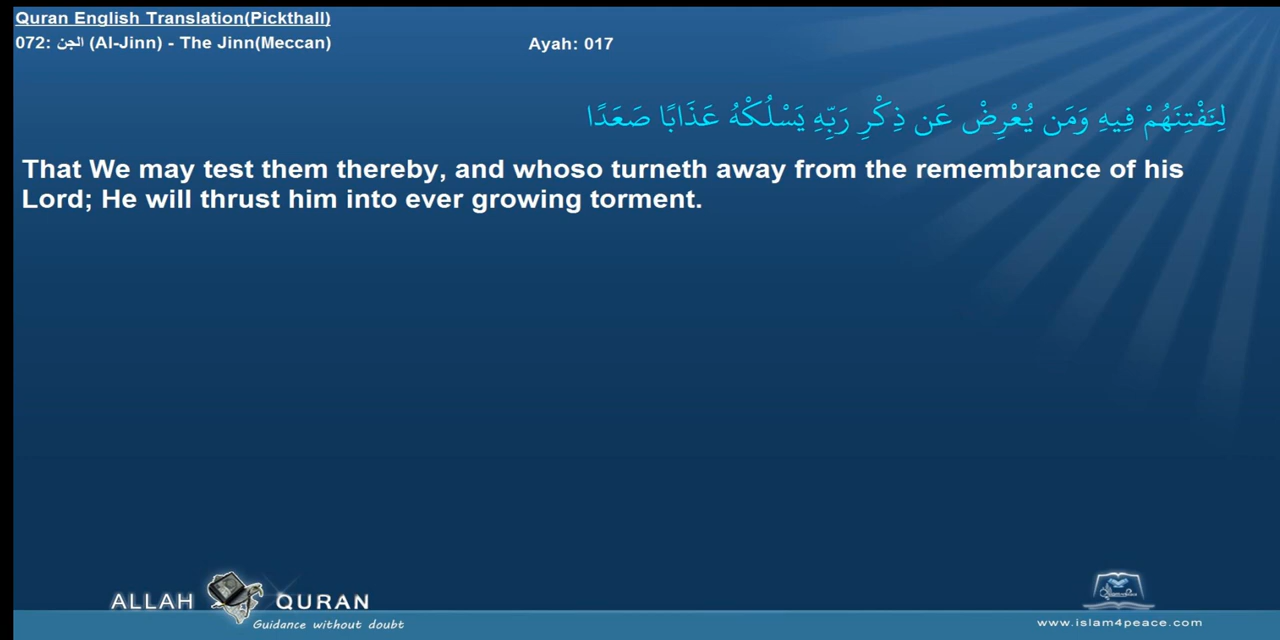 Quran English Translation(Pickthall)
072: الجن (Al-Jinn) - The Jinn(Meccan)
Ayah: 017
لِنَفْتِنَهُمْ فِيهِ وَمَن يُعْرِضْ عَن ذِكْرِ رَبِّهِ يَسْلُكْهُ عَذَابًا صَعَدًا
That We may test them thereby, and whoso turneth away from the remembrance of his
Lord; He will thrust him into ever growing torment.
ALLAH QURAN
Guidance without doubt
www.islam4peace.com